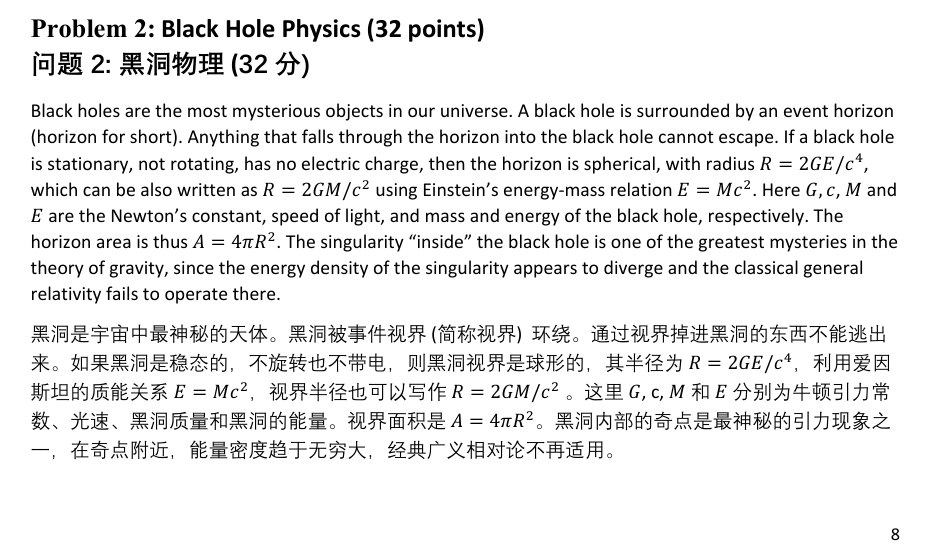 Problem 2: Black Hole Physics (32 points)
问题 2: 黑洞物理 (32 分)
Black holes are the most mysterious objects in our universe. A black hole is surrounded by an event horizon
(horizon for short). Anything that falls through the horizon into the black hole cannot escape. If a black hole
is stationary, not rotating, has no electric charge, then the horizon is spherical, with radius R = 2GE/c⁴,
which can be also written as R = 2GM/c² using Einstein’s energy-mass relation E = Mc². Here G, c, M and
E are the Newton’s constant, speed of light, and mass and energy of the black hole, respectively. The
horizon area is thus A = 4πR². The singularity “inside” the black hole is one of the greatest mysteries in the
theory of gravity, since the energy density of the singularity appears to diverge and the classical general
relativity fails to operate there.
黑洞是宇宙中最神秘的天体。黑洞被事件视界 (简称视界) 环绕。通过视界掉进黑洞的东西不能逃出
来。如果黑洞是稳态的，不旋转也不带电，则黑洞视界是球形的，其半径为 R = 2GE/c⁴，利用爱因
斯坦的质能关系 E = Mc²，视界半径也可以写作 R = 2GM/c² 。这里 G, c, M 和 E 分别为牛顿引力常
数、光速、黑洞质量和黑洞的能量。视界面积是 A = 4πR²。黑洞内部的奇点是最神秘的引力现象之
一，在奇点附近，能量密度趋于无穷大，经典广义相对论不再适用。
8